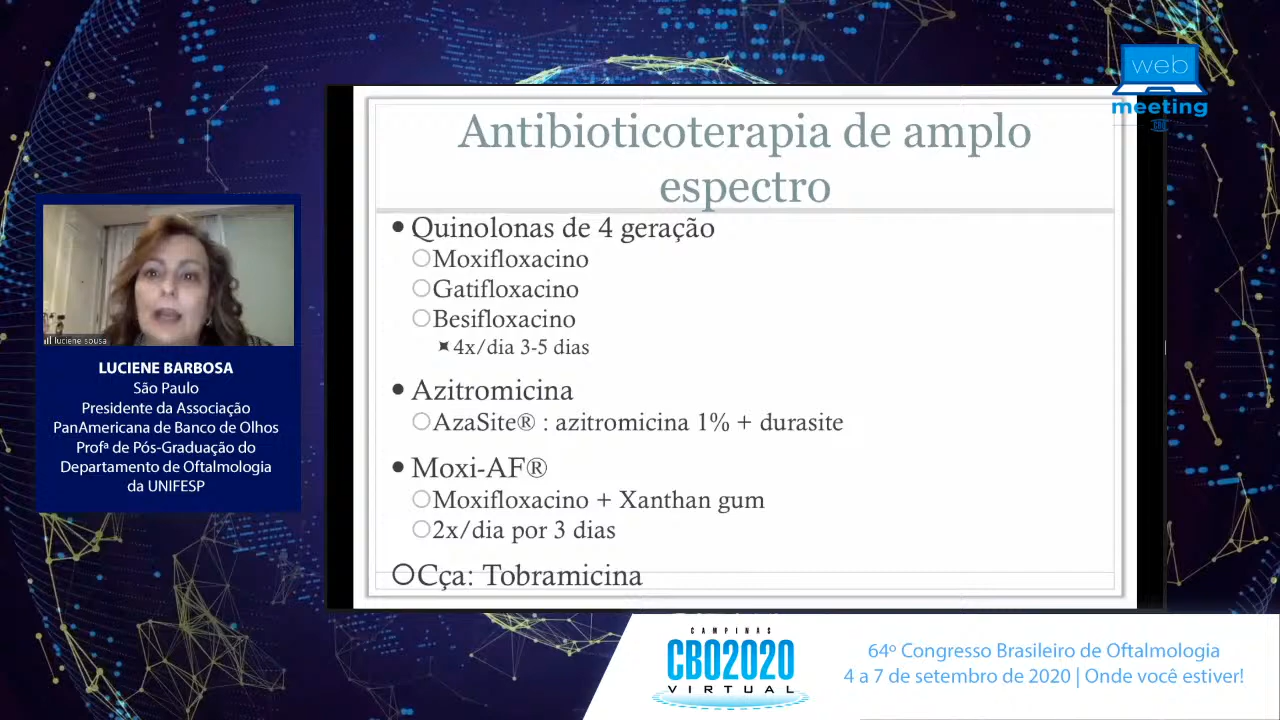 web
meeting
Antibioticoterapia de amplo
espectro
• Quinolonas de 4 geração
Moxifloxacino
Gatifloxacino
Besifloxacino
4x/dia 3-5 dias
• Azitromicina
AzaSite® : azitromicina 1% + durasite
• Moxi-AF®
Moxifloxacino + Xanthan gum
2x/dia por 3 dias
Cça: Tobramicina
luciene sousa
LUCIENE BARBOSA
São Paulo
Presidente da Associação
PanAmericana de Banco de Olhos
Profª de Pós-Graduação do
Departamento de Oftalmologia
da UNIFESP
CAMPINAS
CBO2020
VIRTUAL
64º Congresso Brasileiro de Oftalmologia
4 a 7 de setembro de 2020 | Onde você estiver!